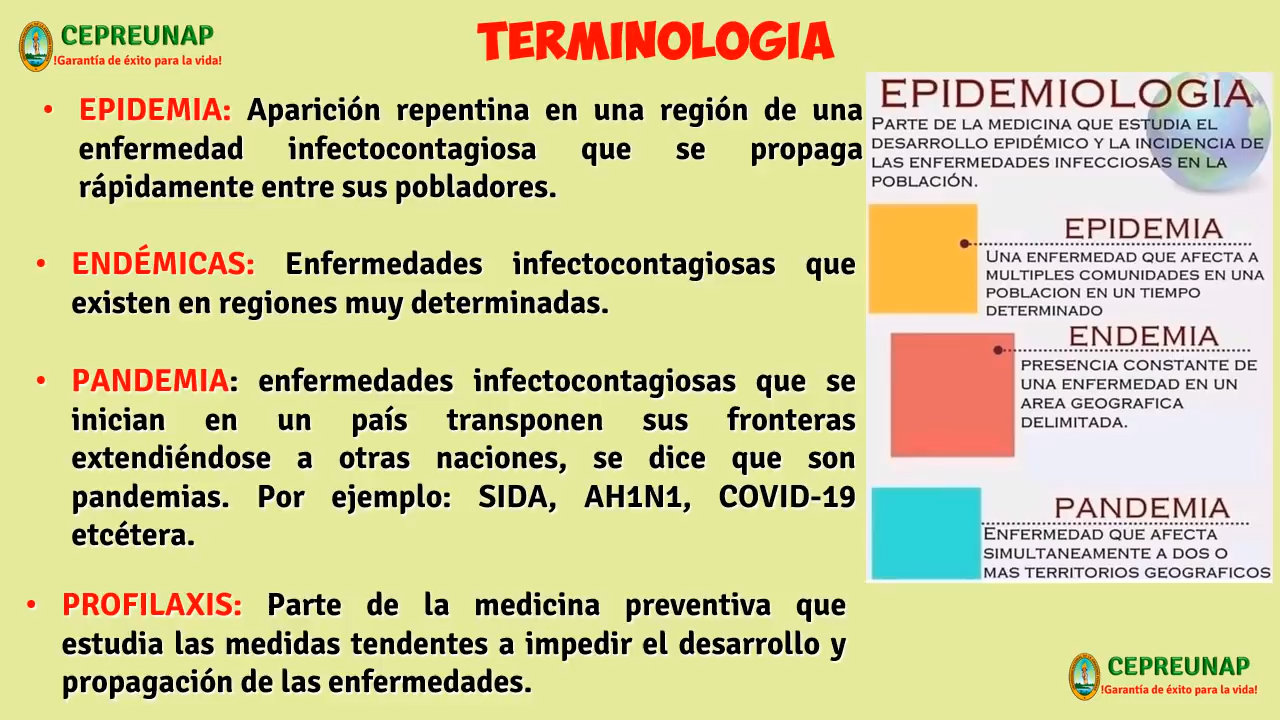 CEPREUNAP
!Garantía de éxito para la vida!
TERMINOLOGIA
• EPIDEMIA: Aparición repentina en una región de una
enfermedad infectocontagiosa que se propaga
rápidamente entre sus pobladores.
• ENDÉMICAS: Enfermedades infectocontagiosas que
existen en regiones muy determinadas.
• PANDEMIA: enfermedades infectocontagiosas que se
inician en un país transponen sus fronteras
extendiéndose a otras naciones, se dice que son
pandemias. Por ejemplo: SIDA, AH1N1, COVID-19
etcétera.
• PROFILAXIS: Parte de la medicina preventiva que
estudia las medidas tendentes a impedir el desarrollo y
propagación de las enfermedades.
EPIDEMIOLOGIA
PARTE DE LA MEDICINA QUE ESTUDIA EL
DESARROLLO EPIDÉMICO Y LA INCIDENCIA DE
LAS ENFERMEDADES INFECCIOSAS EN LA
POBLACIÓN.
EPIDEMIA
UNA ENFERMEDAD QUE AFECTA A
MULTIPLES COMUNIDADES EN UNA
POBLACION EN UN TIEMPO
DETERMINADO
ENDEMIA
PRESENCIA CONSTANTE DE
UNA ENFERMEDAD EN UN
AREA GEOGRAFICA
DELIMITADA.
PANDEMIA
ENFERMEDAD QUE AFECTA
SIMULTANEAMENTE A DOS O
MAS TERRITORIOS GEOGRAFICOS
CEPREUNAP
!Garantía de éxito para la vida!